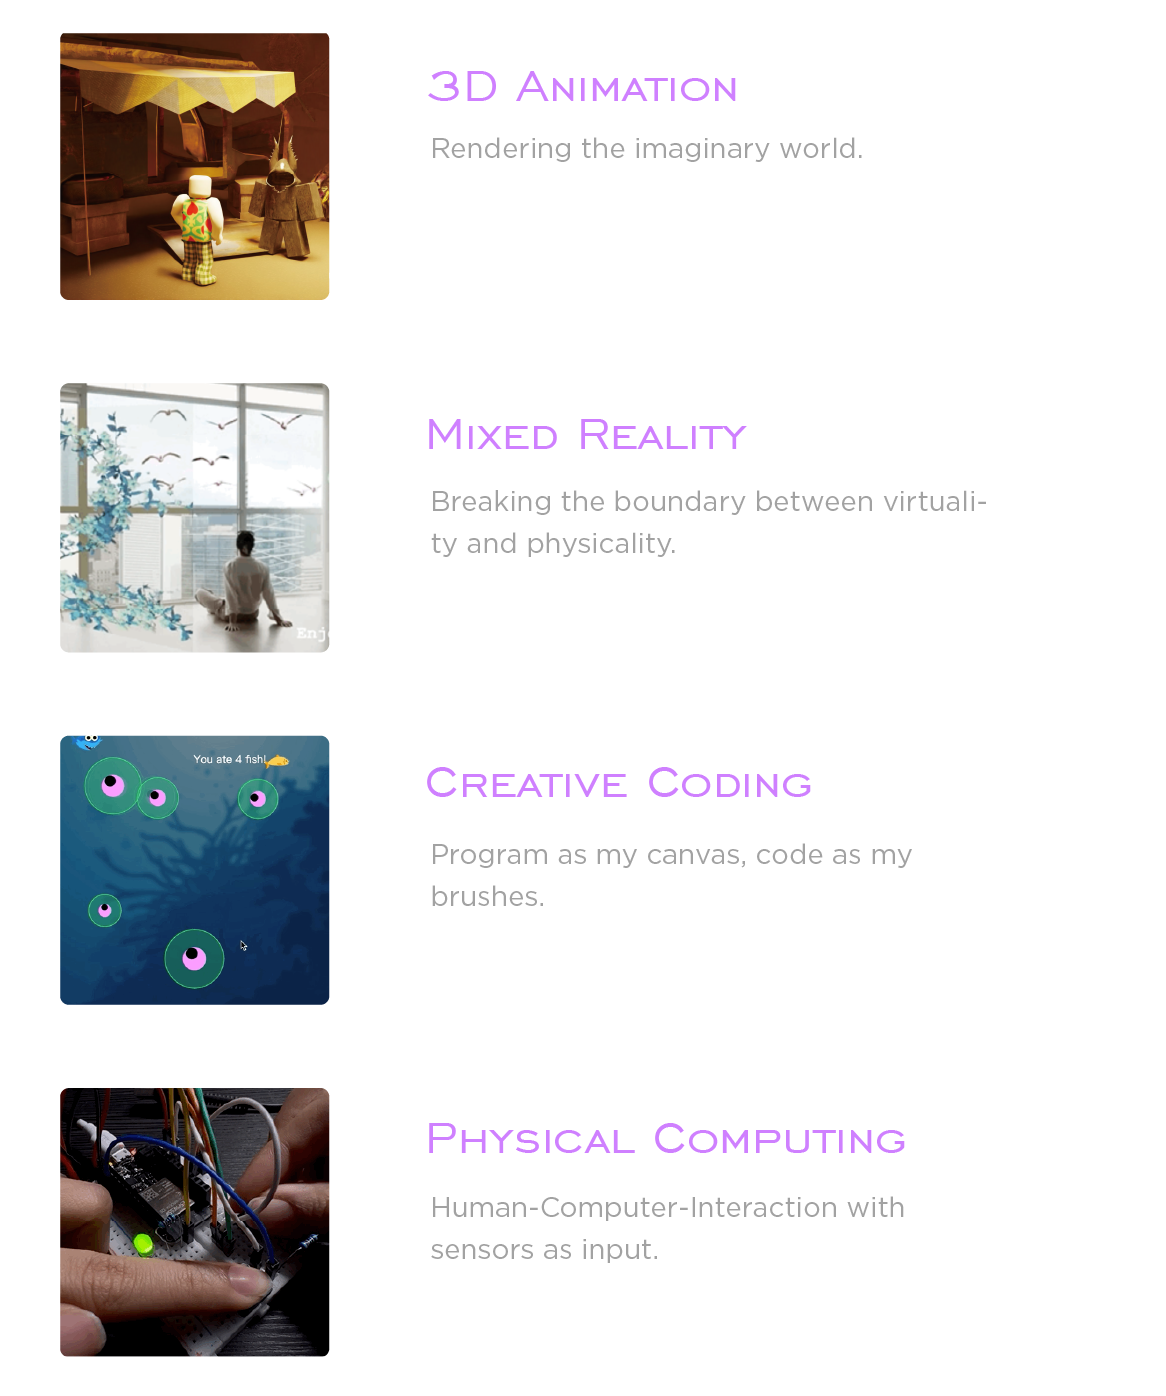 3D Animation
Rendering the imaginary world.
Enj
Mixed Reality
Breaking the boundary between virtuali-
ty and physicality.
You ate 4 fish!
Creative Coding
Program as my canvas, code as my
brushes.
Physical Computing
Human-Computer-Interaction with
sensors as input.